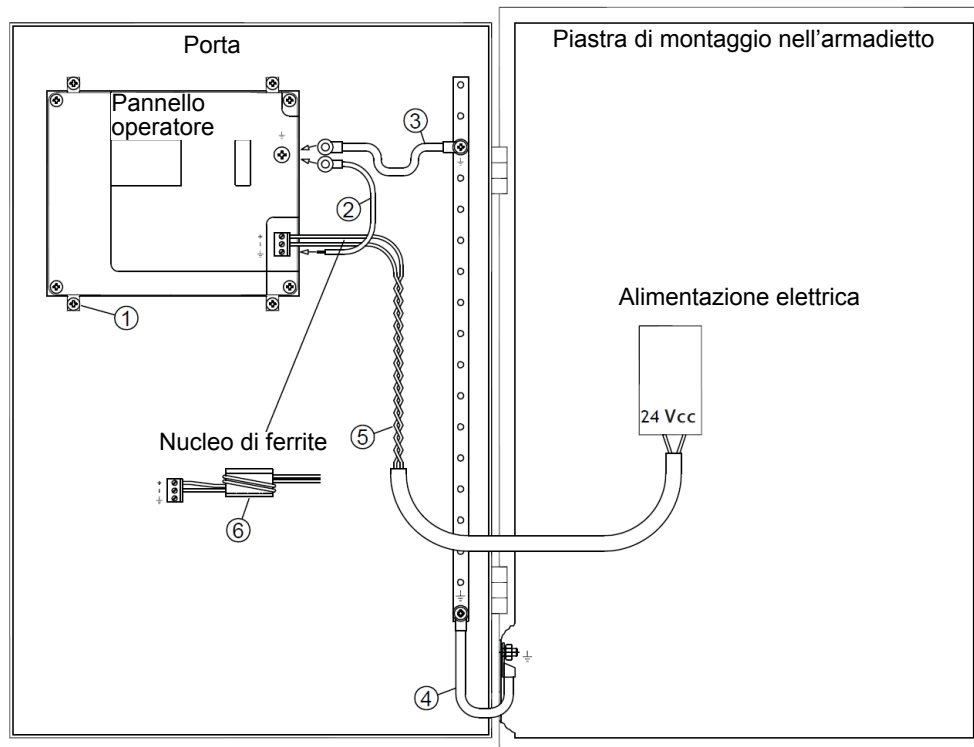 Porta
Piastra di montaggio nell'armadietto
Pannello
operatore
3
2
+
-
1
Alimentazione elettrica
24 Vcc
Nucleo di ferrite
5
+
-
6
4